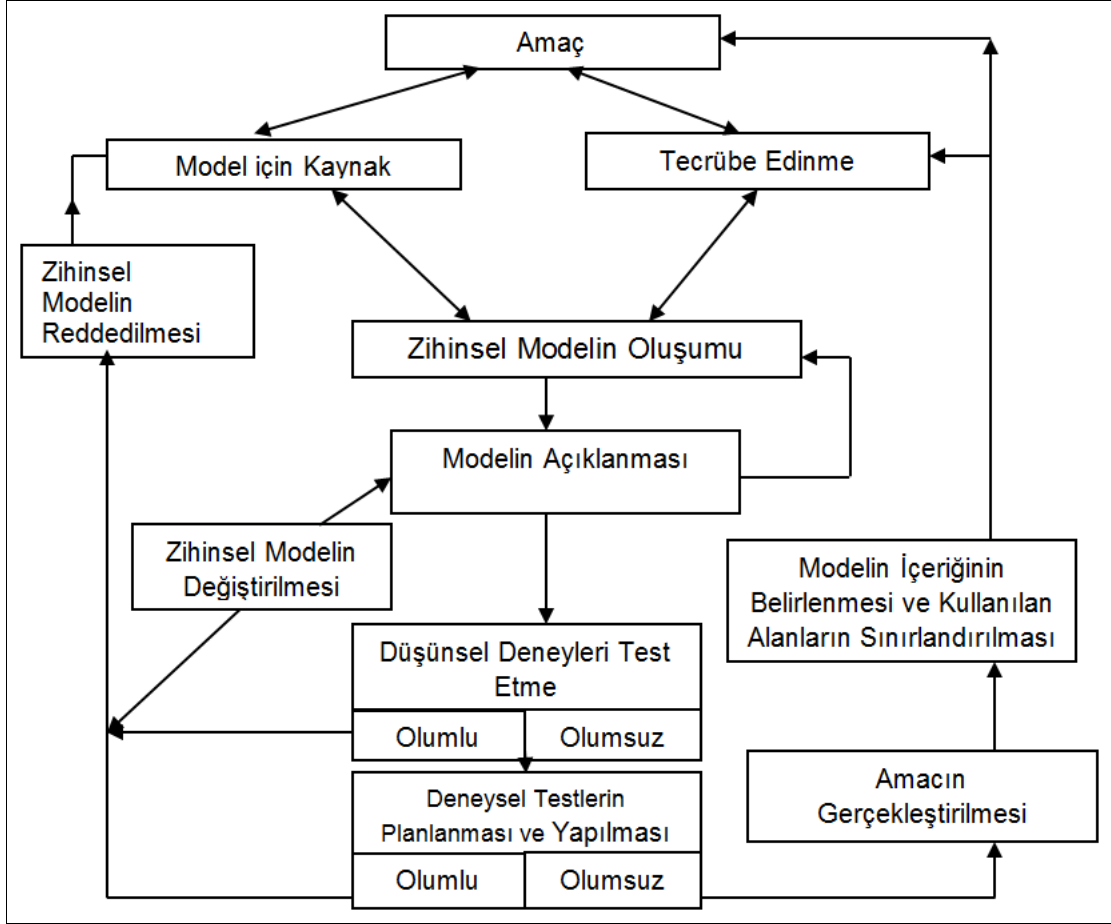 Amaç
Model için Kaynak
Tecrübe Edinme
Zihinsel
Modelin
Reddedilmesi
Zihinsel Modelin Oluşumu
Modelin Açıklanması
Zihinsel Modelin
Değiştirilmesi
Modelin İçeriğinin
Belirlenmesi ve Kullanılan
Alanların Sınırlandırılması
Düşünsel Deneyleri Test
Etme
Olumlu
Olumsuz
Amacın
Gerçekleştirilmesi
Deneysel Testlerin
Planlanması ve Yapılması
Olumlu
Olumsuz